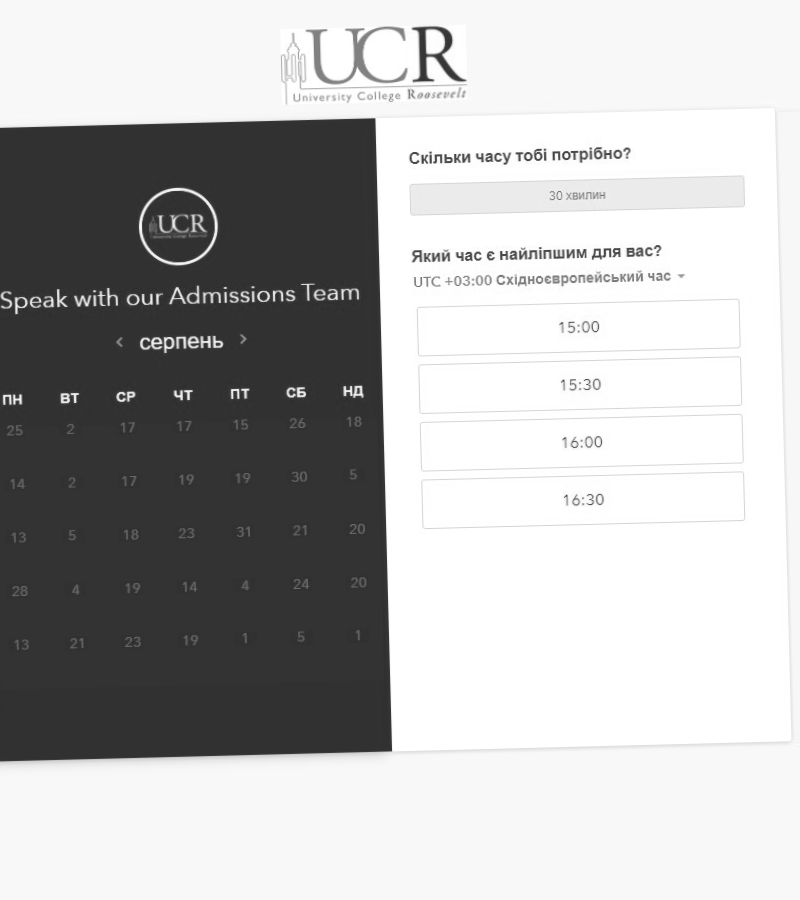 UCR
University College Roosevelt
UCR
Speak with our Admissions Team
серпень
ПН ВТ СР ЧТ ПТ СБ НД
25 2 17 17 15 26 18
14 2 17 19 19 30 5
13 5 18 23 31 21 20
28 4 19 14 4 24 20
13 21 23 19 1 5 1
Скільки часу тобі потрібно?
30 хвилин
Який час є найліпшим для вас?
UTC +03:00 Східноєвропейський час
15:00
15:30
16:00
16:30